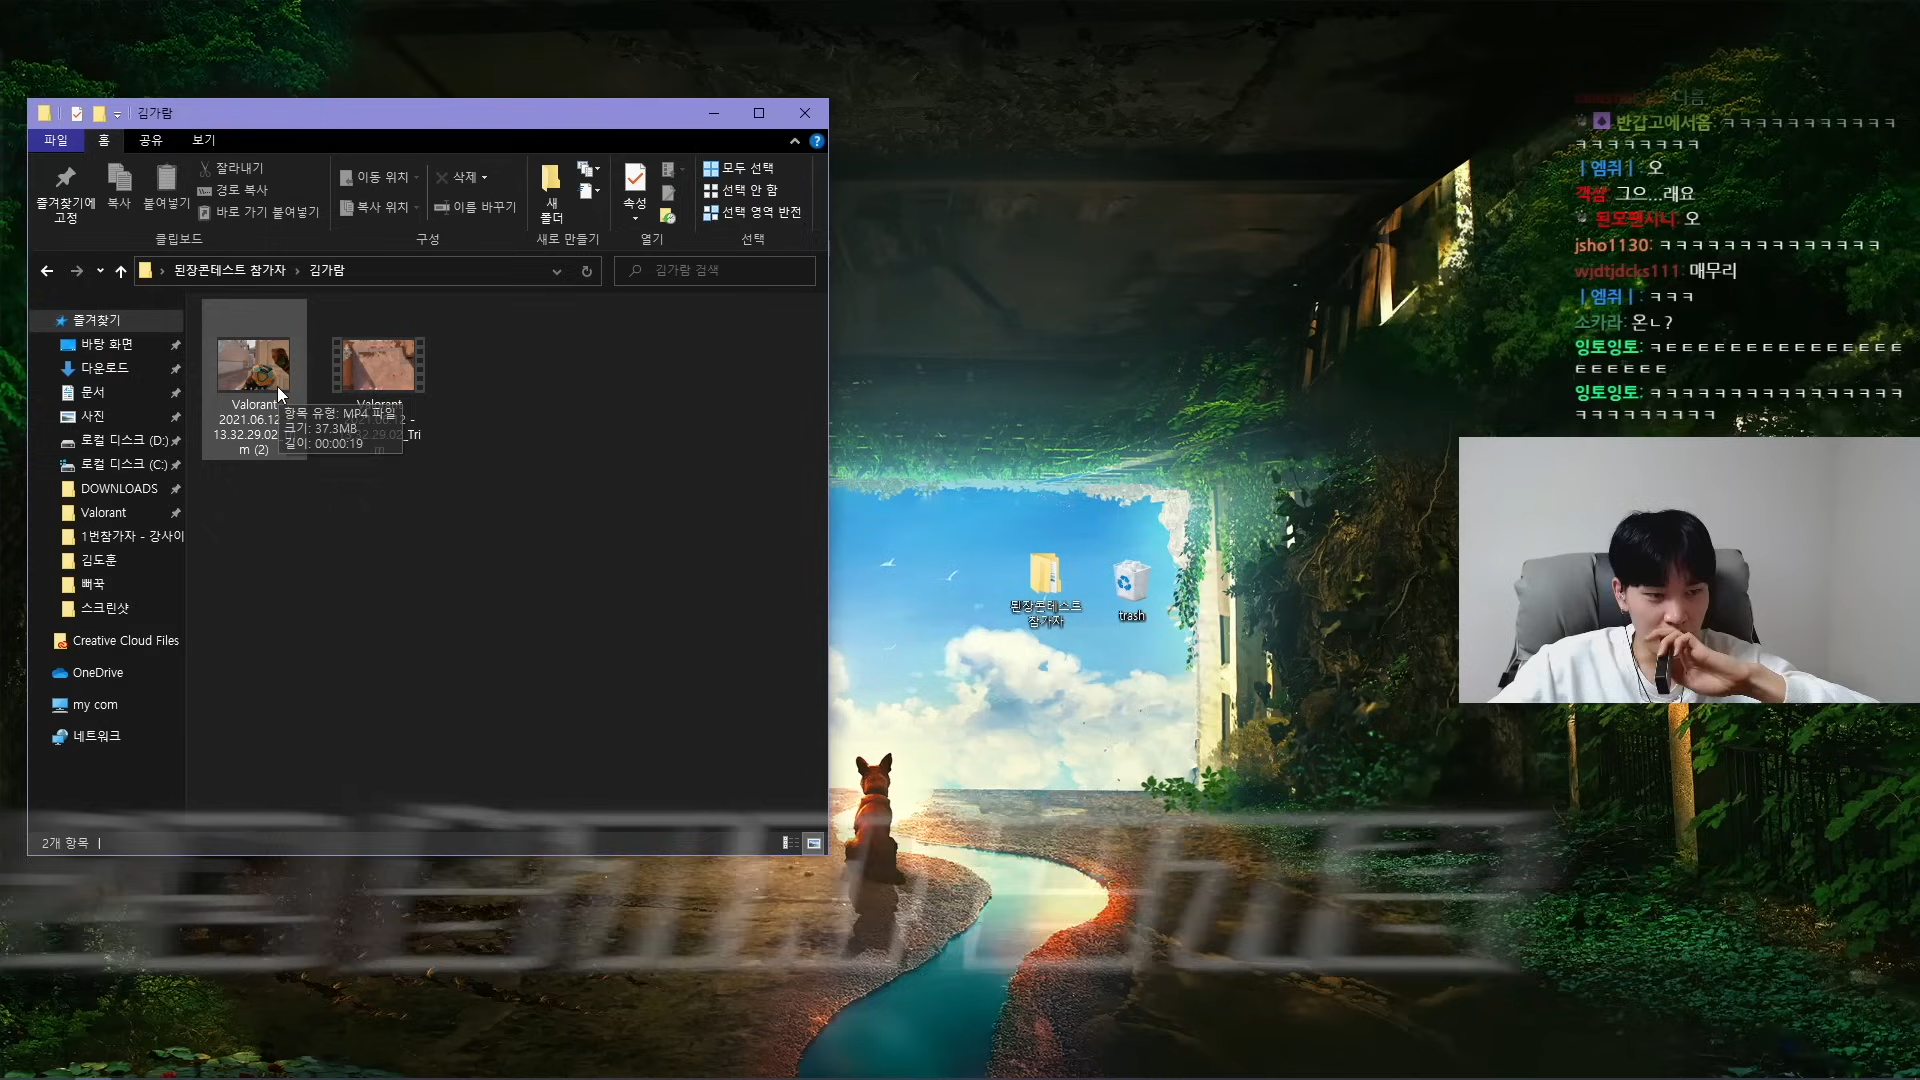 김가람
파일
홈
공유
보기
즐겨찾기에
고정
복사
붙여넣기
잘라내기
경로 복사
바로 가기 붙여넣기
클립보드
이동 위치
복사 위치
삭제
이름 바꾸기
구성
새
폴더
새로 만들기
속성
열기
모두 선택
선택 안 함
선택 영역 반전
선택
된장콘테스트 참가자 › 김가람
김가람 검색
즐겨찾기
바탕 화면
다운로드
문서
사진
로컬 디스크 (D:)
로컬 디스크 (C:)
DOWNLOADS
Valorant
1번참가자 - 강사이
김도훈
뻐꾹
스크린샷
Creative Cloud Files
OneDrive
my com
네트워크
Valorant
2021.06.12
13.32.29.02
m (2)
Valorant
항목 유형: MP4 파일
크기: 37.3MB
길이: 00:00:19
2개 항목
된장콘테스트
참가자
trash
다음.
반갑고에서옴: ㅋㅋㅋㅋㅋㅋㅋㅋㅋㅋㅋ
ㅋㅋㅋㅋㅋㅋㅋㅋ
| 엠쥐 | : 오
객쌈: 그으...래요
오
jsho1130: ㅋㅋㅋㅋㅋㅋㅋㅋㅋㅋㅋㅋㅋㅋ
wjdtjdcks111: 매무리
| 엠쥐 | : ㅋㅋㅋ
소카라: 온ㄴ?
잉토잉토: ㅋㅌㅌㅌㅌㅌㅌㅌㅌㅌㅌㅌㅌㅌㅌㅌ
ㅌㅌㅌㅌㅌㅌ
잉토잉토: ㅋㅋㅋㅋㅋㅋㅋㅋㅋㅋㅋㅋㅋㅋㅋㅋ
ㅋㅋㅋㅋㅋㅋㅋㅋㅋ